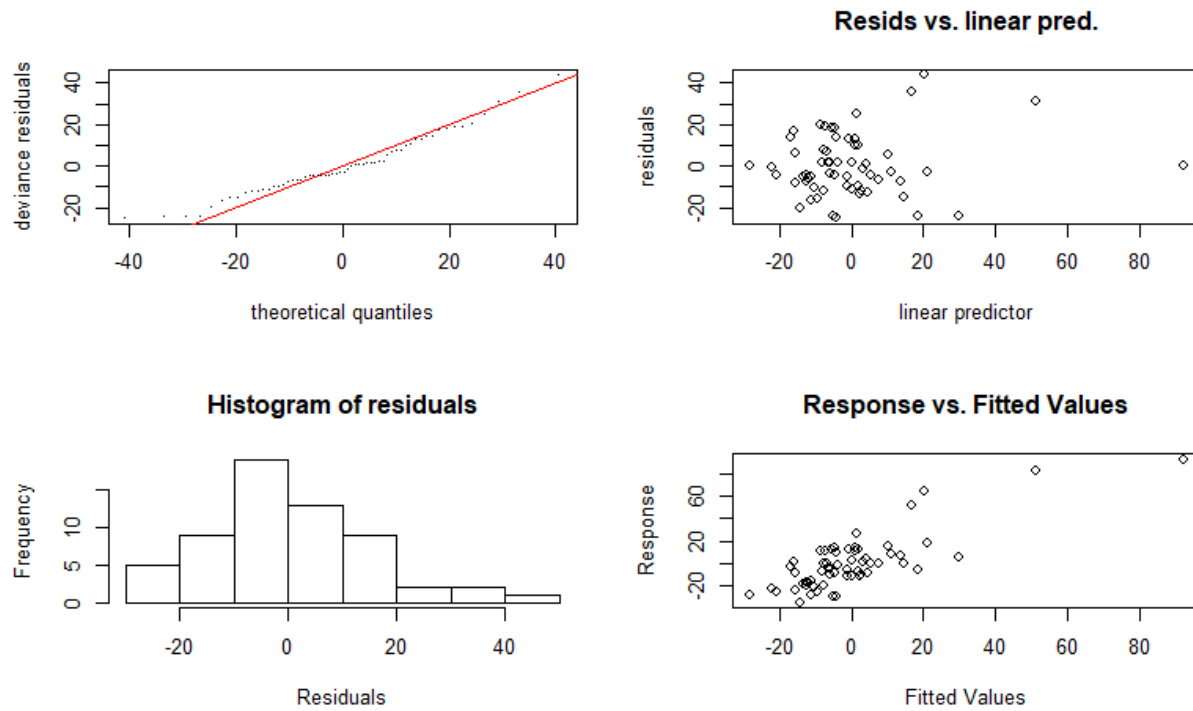 deviance residuals
-20 0 20 40
-40 -20 0 20 40
theoretical quantiles
Resids vs. linear pred.
residuals
-20 0 20 40
-20 0 20 40 60 80
linear predictor
Histogram of residuals
Frequency
0 5 10
-20 0 20 40
Residuals
Response vs. Fitted Values
Response
-20 20 60
-20 0 20 40 60 80
Fitted Values